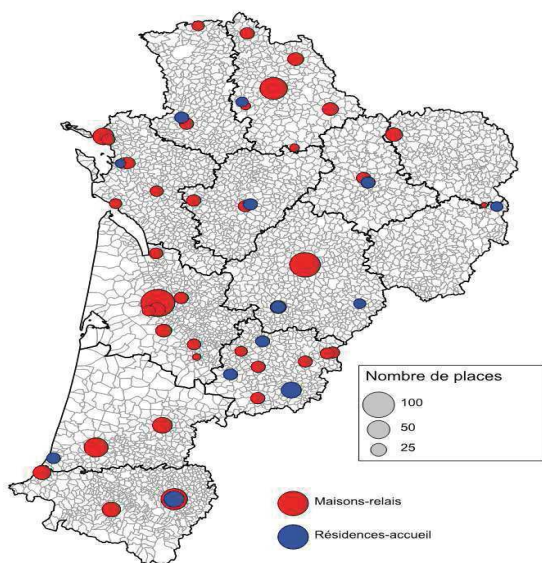 Nombre de places
100
50
25
Maisons-relais
Résidences-accueil